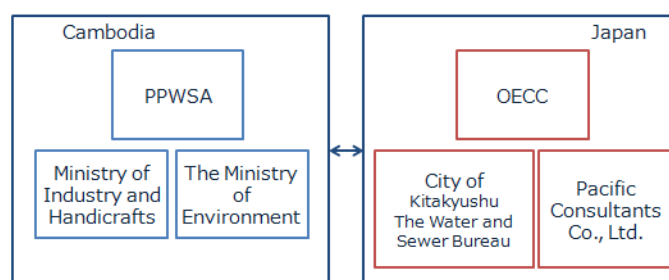 Cambodia
PPWSA
Ministry of
Industry and
Handicrafts
The Ministry
of
Environment
Japan
OECC
City of
Kitakyushu
The Water and
Sewer Bureau
Pacific
Consultants
Co., Ltd.